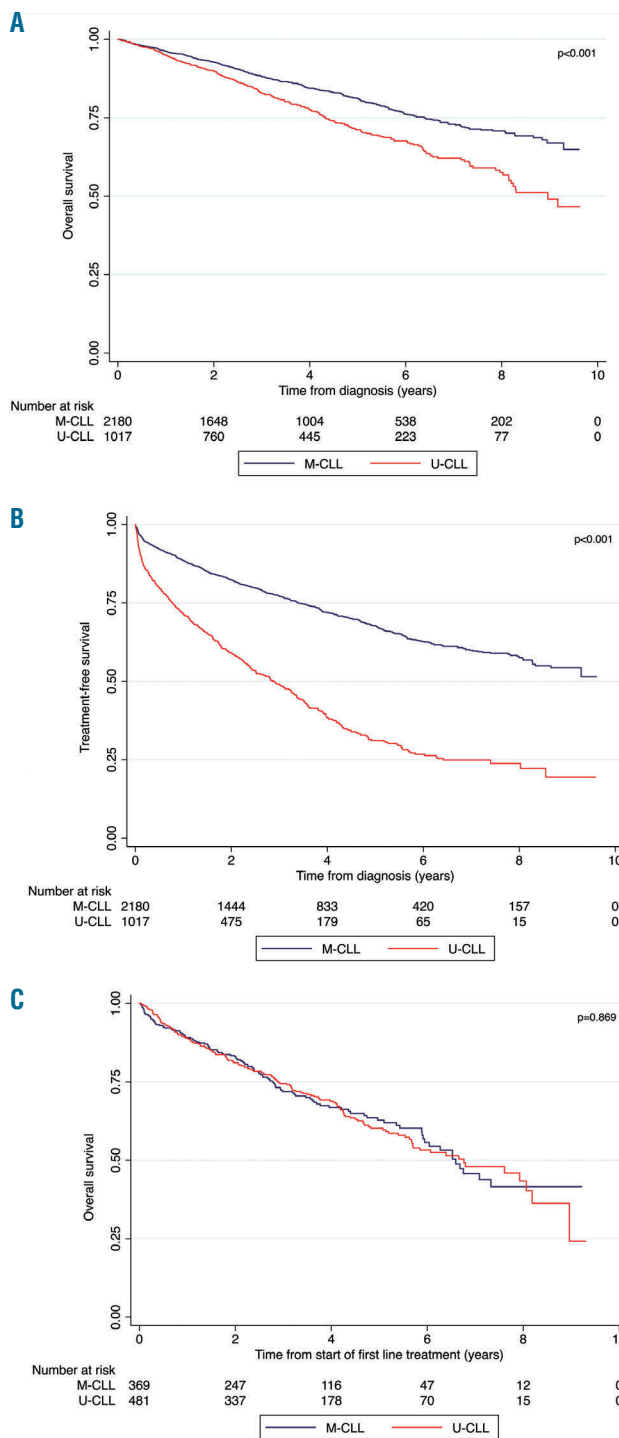 A
p<0.001
1.00
0.75
0.50
0.25
0.00
Overall survival
0 2 4 6 8 10
Time from diagnosis (years)
Number at risk
M-CLL 2180 1648 1004 538 202 0
U-CLL 1017 760 445 223 77 0
M-CLL U-CLL
B
p<0.001
1.00
0.75
0.50
0.25
0.00
Treatment-free survival
0 2 4 6 8 10
Time from diagnosis (years)
Number at risk
M-CLL 2180 1444 833 420 157 0
U-CLL 1017 475 179 65 15 0
M-CLL U-CLL
C
p=0.869
1.00
0.75
0.50
0.25
0.00
Overall survival
0 2 4 6 8
Time from start of first line treatment (years)
Number at risk
M-CLL 369 247 116 47 12 0
U-CLL 481 337 178 70 15 0
M-CLL U-CLL